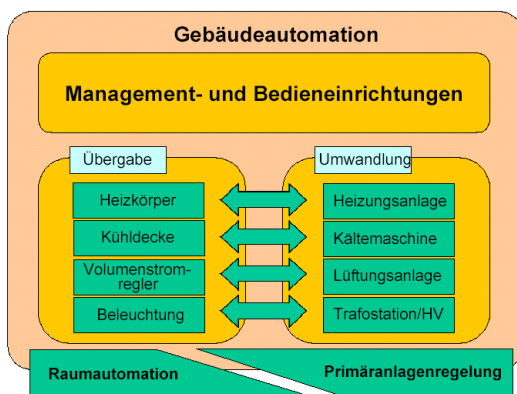 Gebäudeautomation
Management- und Bedieneinrichtungen
Übergabe
Heizkörper
Kühldecke
Volumenstrom-
regler
Beleuchtung
Umwandlung
Heizungsanlage
Kältemaschine
Lüftungsanlage
Trafostation/HV
Raumautomation
Primäranlagenregelung